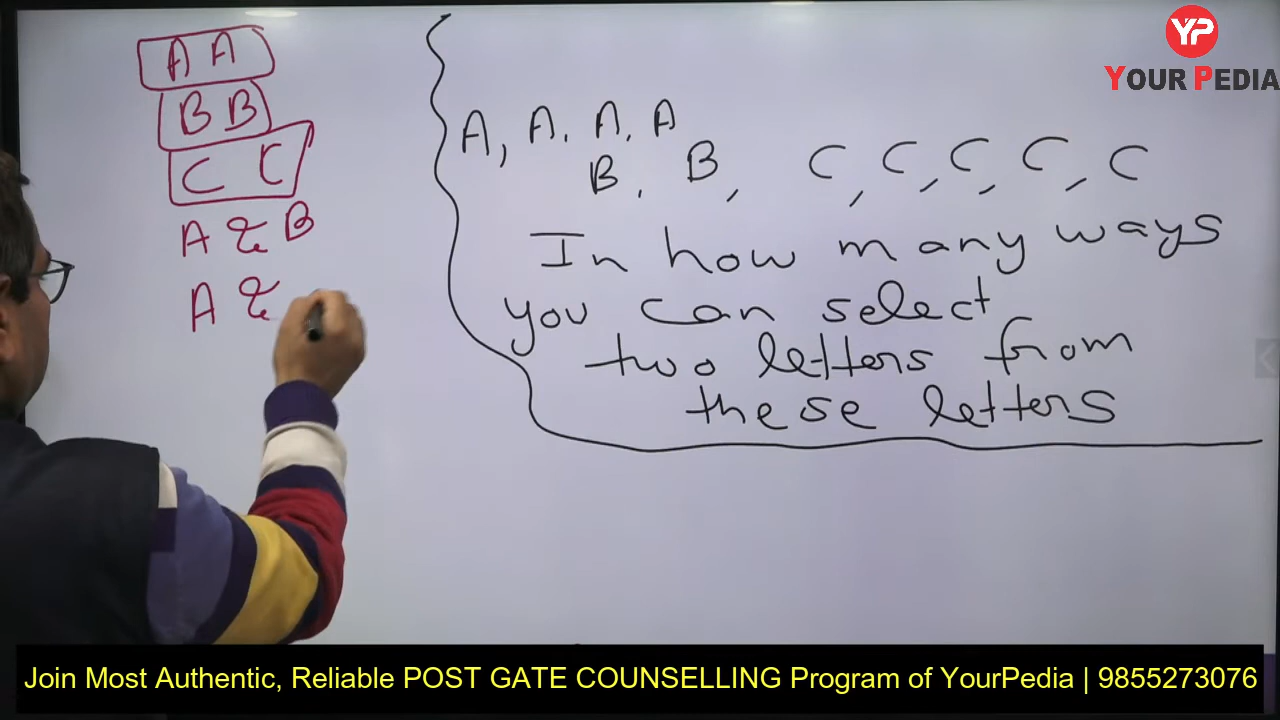 A A
B B
C C
A & B
A &
A, A, A, A
B, B, C, C, C, C, C
In how many ways
you can select
two letters from
these letters
YP
YOUR PEDIA
Join Most Authentic, Reliable POST GATE COUNSELLING Program of YourPedia | 9855273076